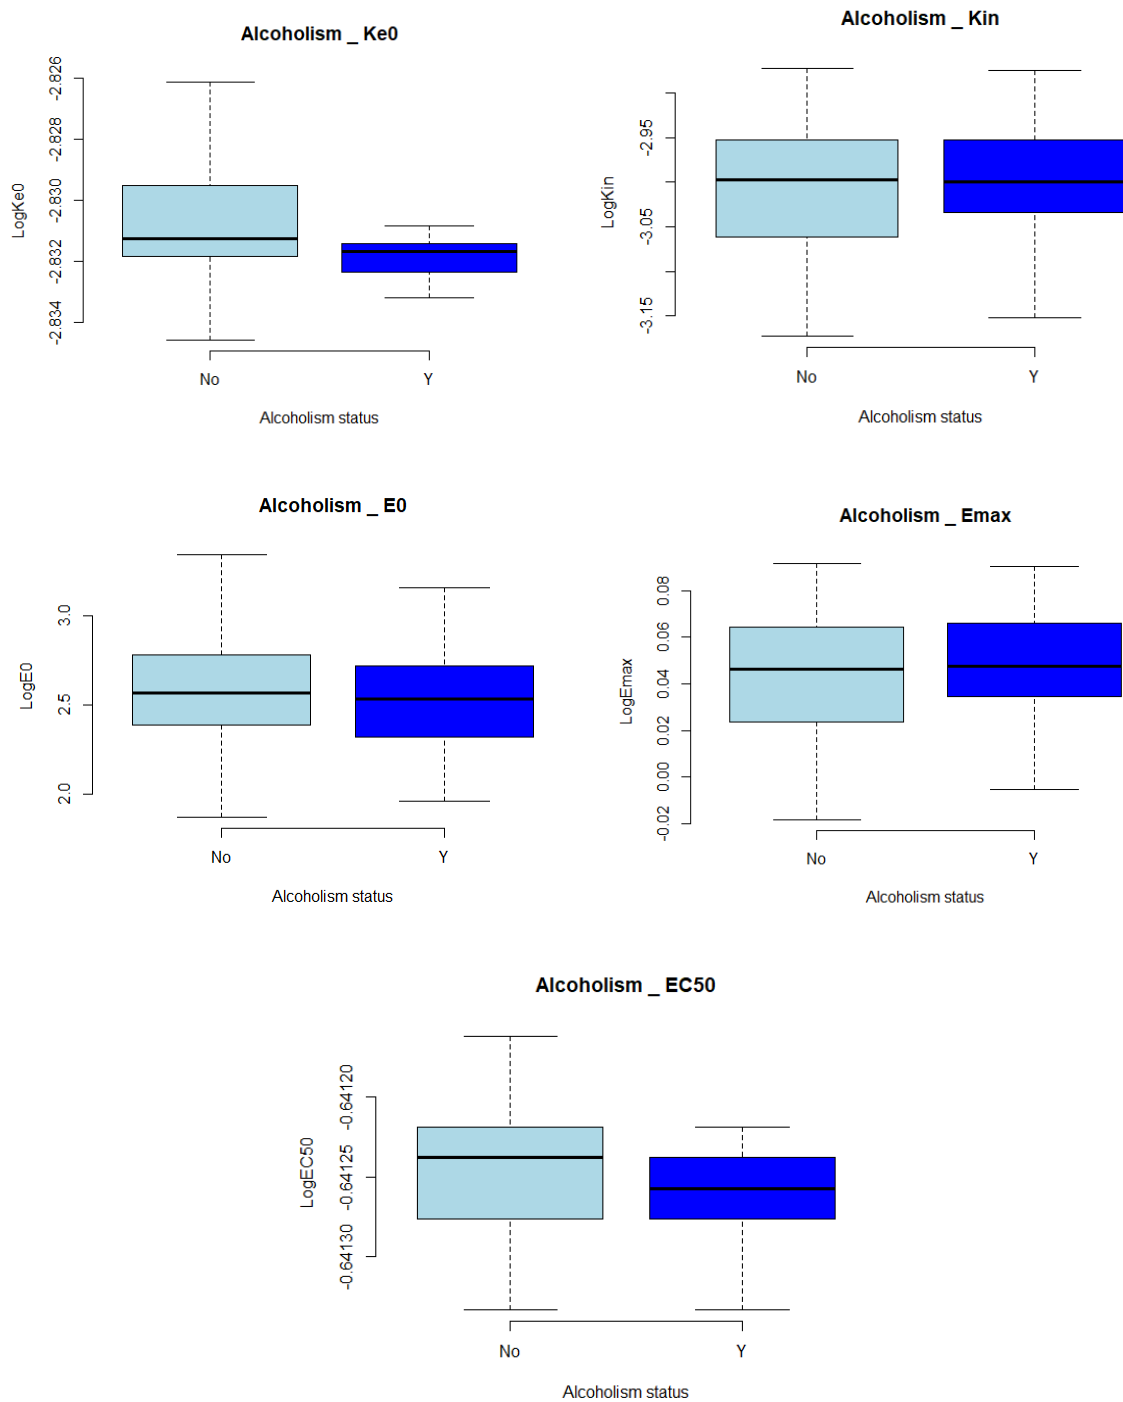 Alcoholism _ Ke0
LogKe0
-2.826
-2.828
-2.830
-2.832
-2.834
No
Y
Alcoholism status
Alcoholism _ Kin
LogKin
-2.95
-3.05
-3.15
No
Y
Alcoholism status
Alcoholism _ E0
LogE0
3.0
2.5
2.0
No
Y
Alcoholism status
Alcoholism _ Emax
LogEmax
0.08
0.06
0.04
0.02
0.00
-0.02
No
Y
Alcoholism status
Alcoholism _ EC50
LogEC50
-0.64120
-0.64125
-0.64130
No
Y
Alcoholism status